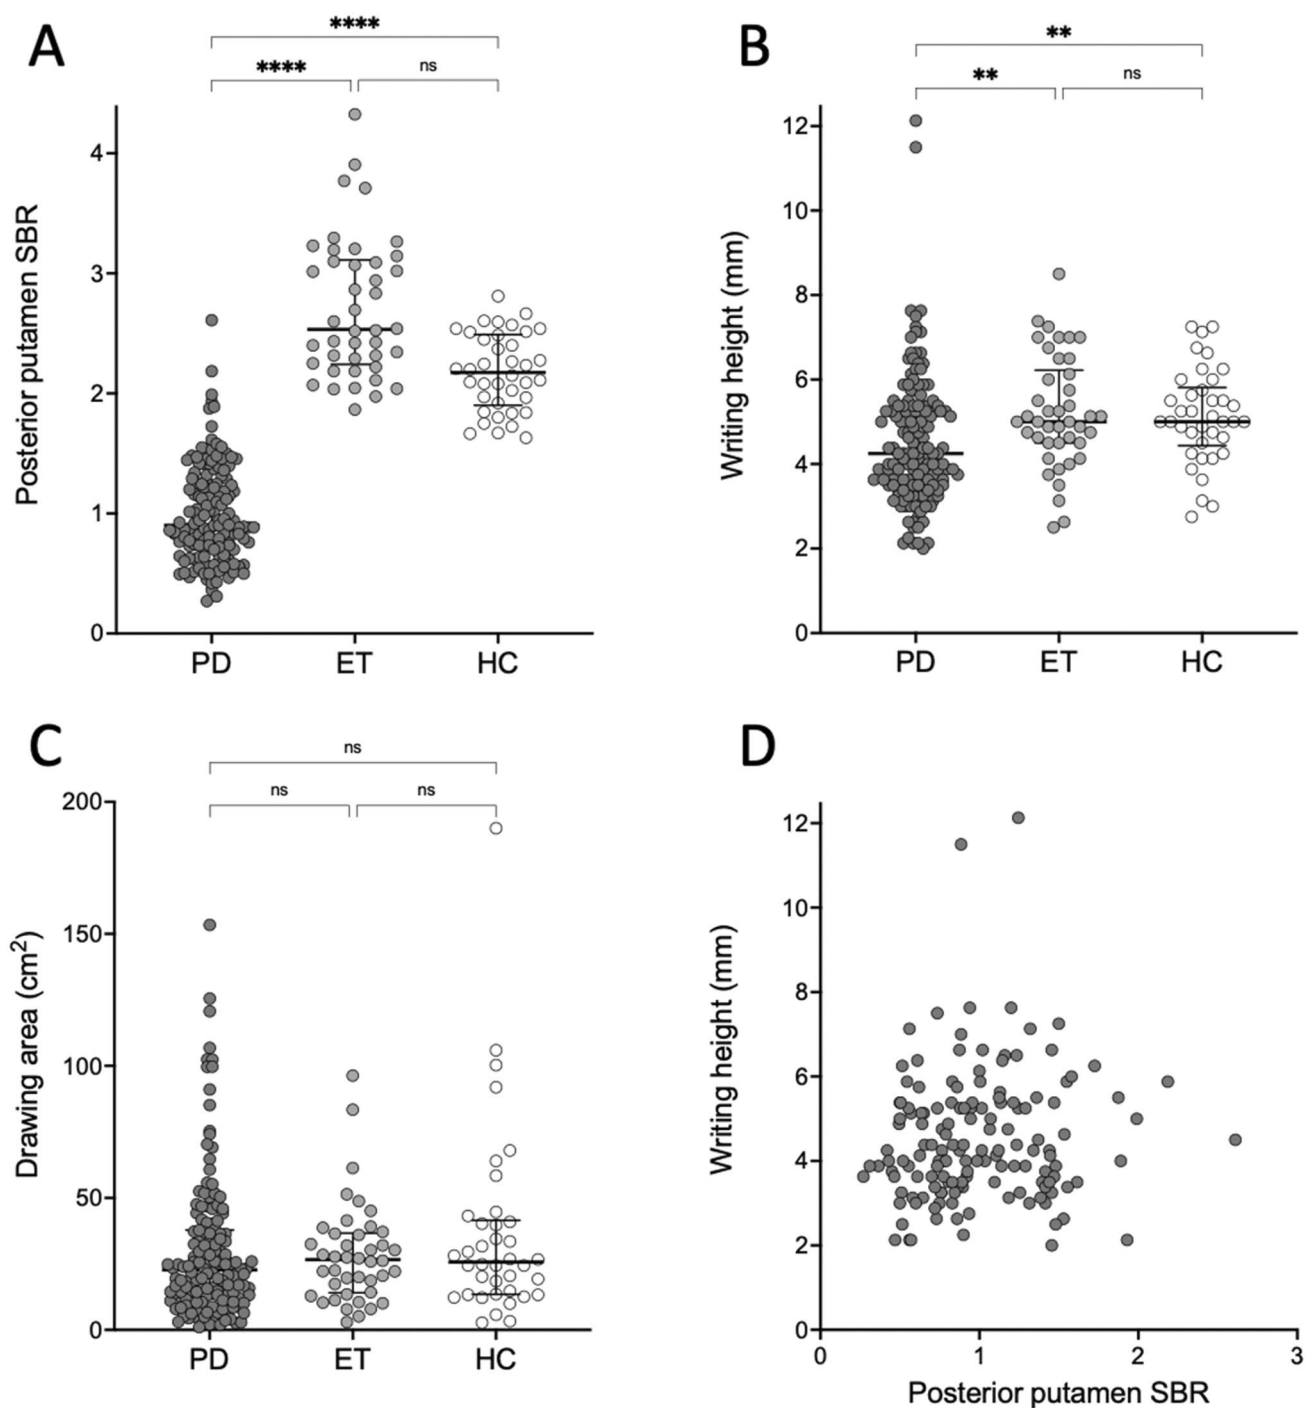 A
****
**** ns
Posterior putamen SBR
4
3
2
1
0
PD ET HC
B
**
** ns
Writing height (mm)
12
10
8
6
4
2
0
PD ET HC
C
ns
ns ns
Drawing area (cm²)
200
150
100
50
0
PD ET HC
D
Writing height (mm)
12
10
8
6
4
2
0
0 1 2 3
Posterior putamen SBR